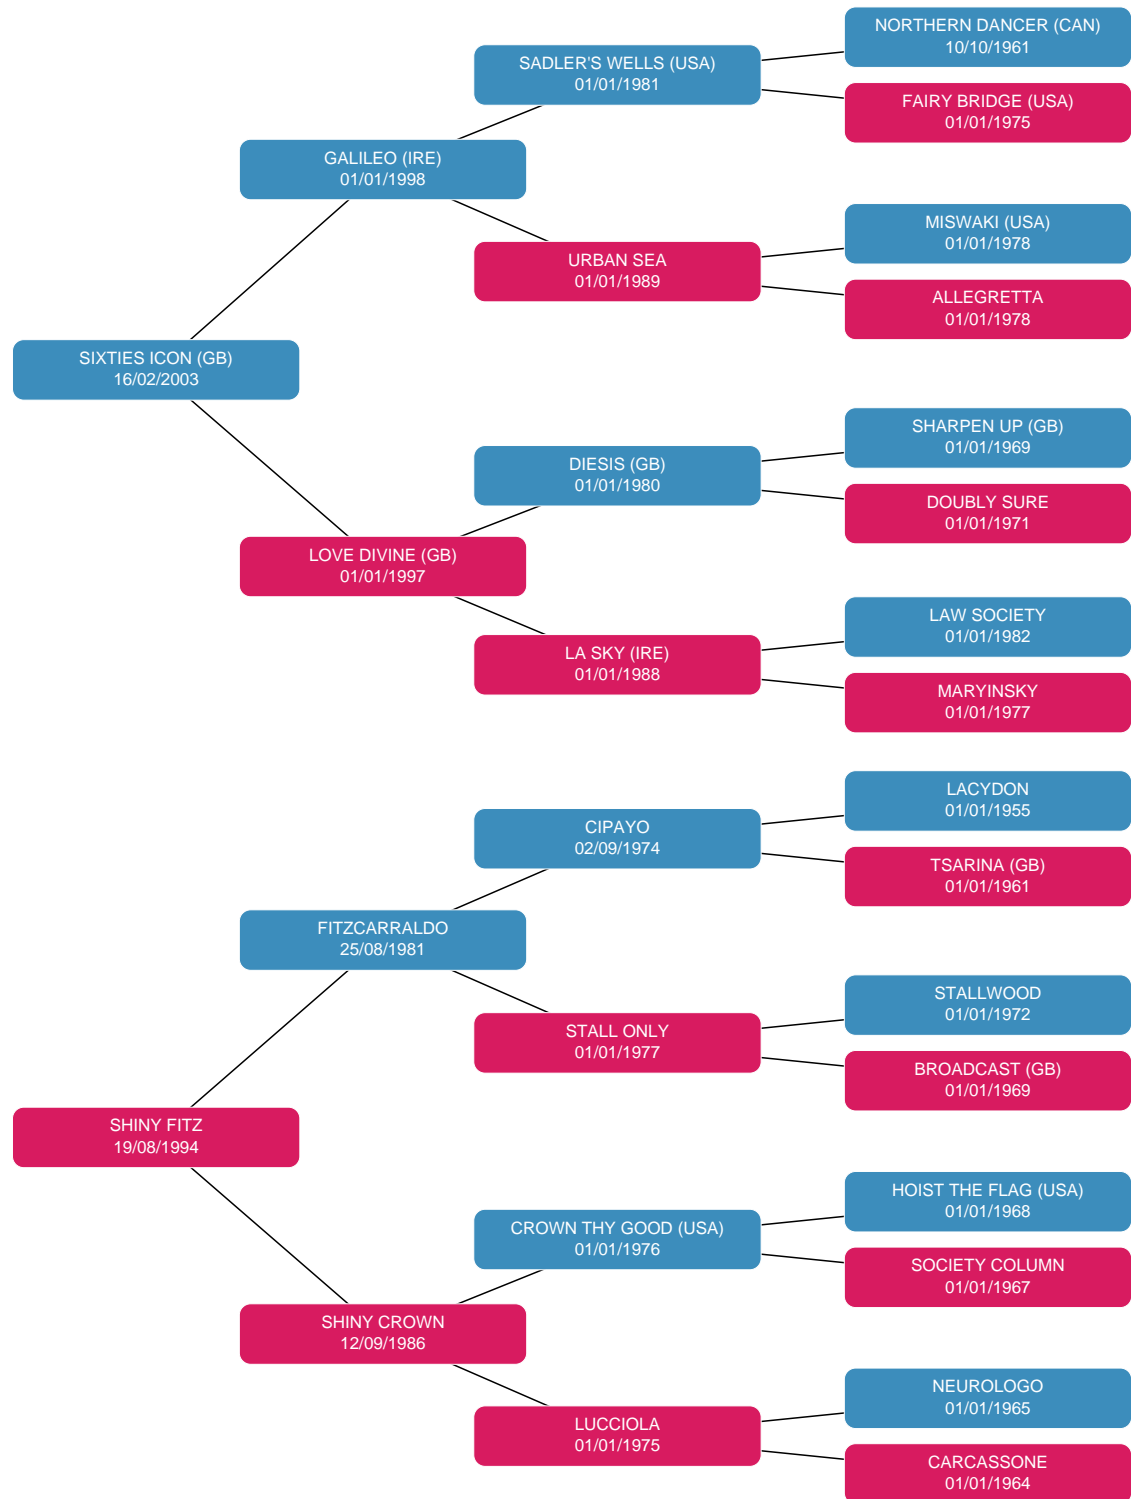 NORTHERN DANCER (CAN)
10/10/1961
SADLER'S WELLS (USA)
01/01/1981
FAIRY BRIDGE (USA)
01/01/1975
GALILEO (IRE)
01/01/1998
MISWAKI (USA)
01/01/1978
URBAN SEA
01/01/1989
ALLEGRETTA
01/01/1978
SIXTIES ICON (GB)
16/02/2003
SHARPEN UP (GB)
01/01/1969
DIESIS (GB)
01/01/1980
DOUBLY SURE
01/01/1971
LOVE DIVINE (GB)
01/01/1997
LAW SOCIETY
01/01/1982
LA SKY (IRE)
01/01/1988
MARYINSKY
01/01/1977
LACYDON
01/01/1955
CIPAYO
02/09/1974
TSARINA (GB)
01/01/1961
FITZCARRALDO
25/08/1981
STALLWOOD
01/01/1972
STALL ONLY
01/01/1977
BROADCAST (GB)
01/01/1969
SHINY FITZ
19/08/1994
HOIST THE FLAG (USA)
01/01/1968
CROWN THY GOOD (USA)
01/01/1976
SOCIETY COLUMN
01/01/1967
SHINY CROWN
12/09/1986
NEUROLOGO
01/01/1965
LUCCIOLA
01/01/1975
CARCASSONE
01/01/1964